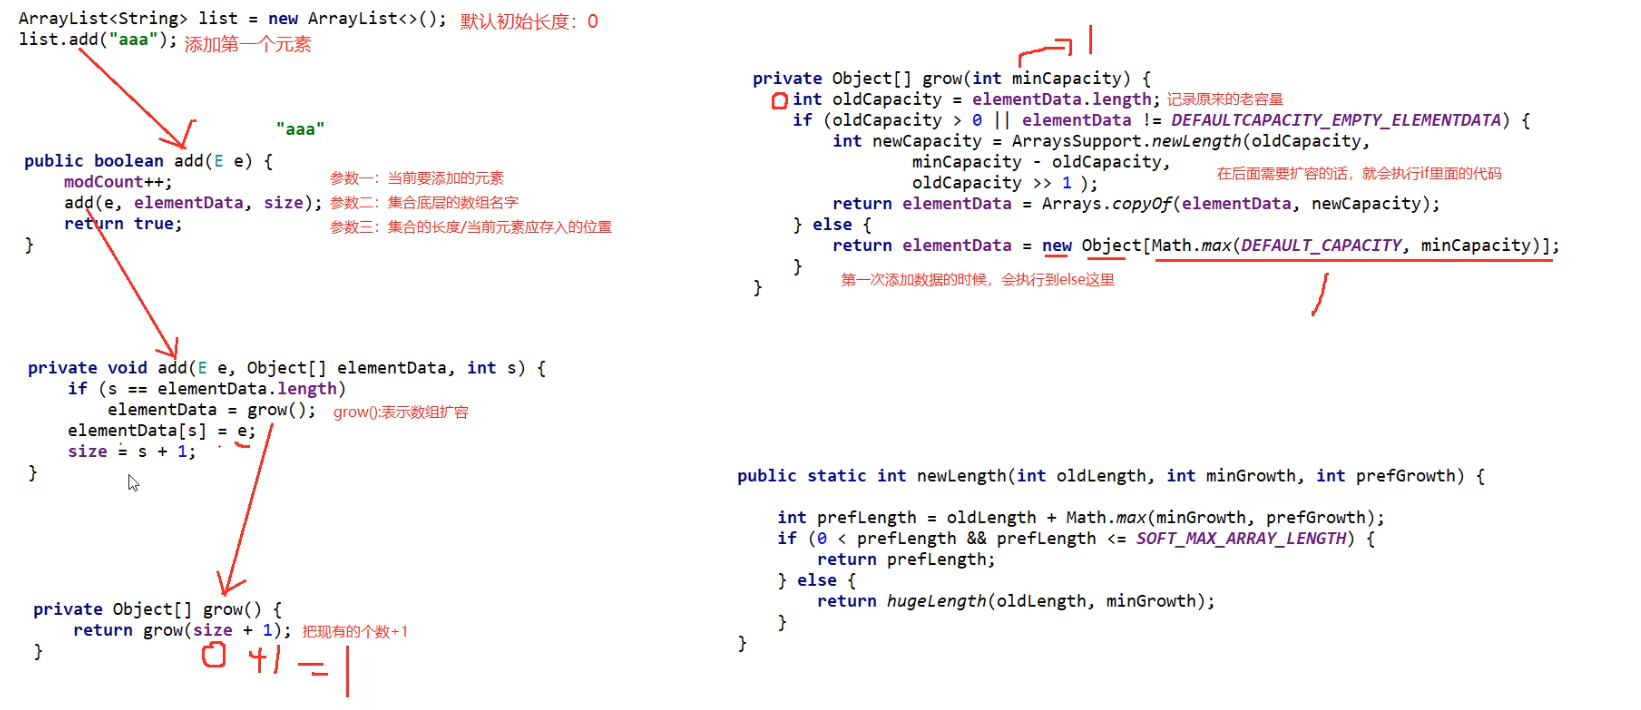 ArrayList<String> list = new ArrayList<>(); 默认初始长度：0
list.add("aaa"); 添加第一个元素
"aaa"
public boolean add(E e) {
modCount++; 参数一：当前要添加的元素
add(e, elementData, size); 参数二：集合底层的数组名字
return true; 参数三：集合的长度/当前元素应存入的位置
}
private void add(E e, Object[] elementData, int s) {
if (s == elementData.length)
elementData = grow(); grow():表示数组扩容
elementData[s] = e;
size = s + 1;
}
private Object[] grow() {
return grow(size + 1); 把现有的个数+1
}
0 +1 = 1
1
private Object[] grow(int minCapacity) {
0 int oldCapacity = elementData.length; 记录原来的老容量
if (oldCapacity > 0 || elementData != DEFAULTCAPACITY_EMPTY_ELEMENTDATA) {
int newCapacity = ArraysSupport.newLength(oldCapacity,
minCapacity - oldCapacity,
oldCapacity >> 1 ); 在后面需要扩容的话，就会执行if里面的代码
return elementData = Arrays.copyOf(elementData, newCapacity);
} else {
return elementData = new Object[Math.max(DEFAULT_CAPACITY, minCapacity)];
}
第一次添加数据的时候，会执行到else这里
}
public static int newLength(int oldLength, int minGrowth, int prefGrowth) {
int prefLength = oldLength + Math.max(minGrowth, prefGrowth);
if (0 < prefLength && prefLength <= SOFT_MAX_ARRAY_LENGTH) {
return prefLength;
} else {
return hugeLength(oldLength, minGrowth);
}
}